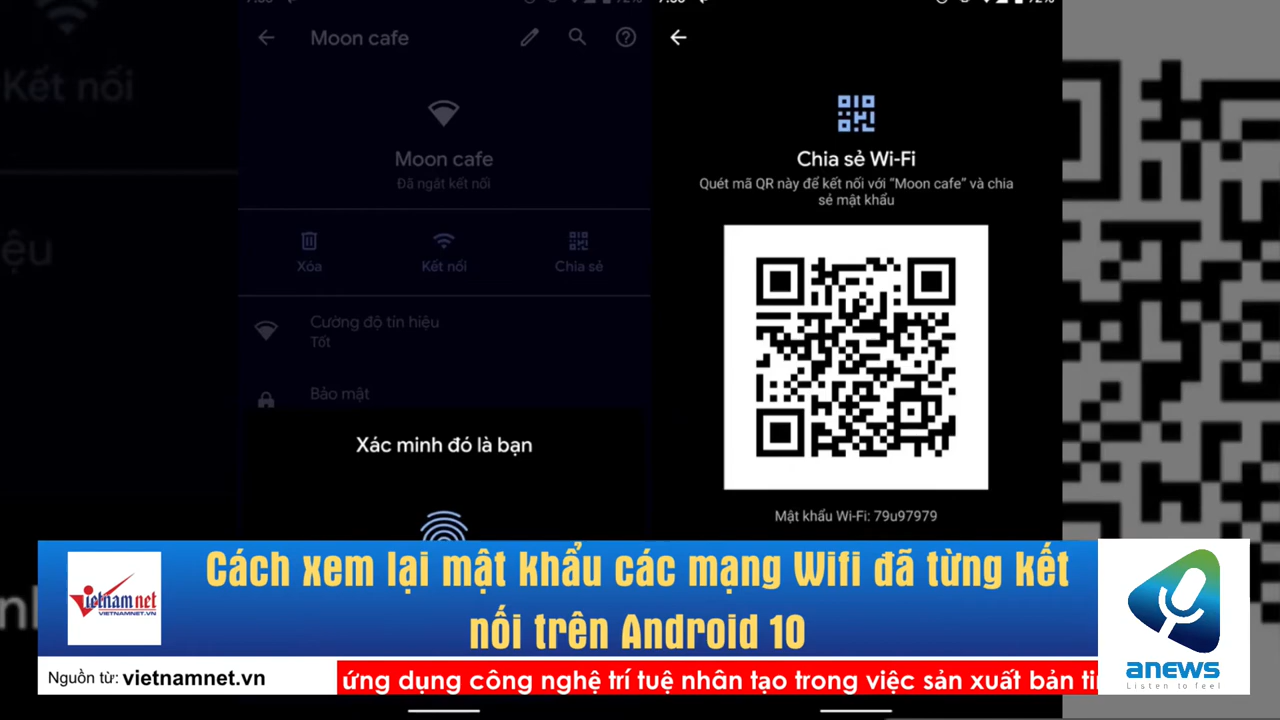 Kết nối
ệu
Moon cafe
Moon cafe
Đã ngắt kết nối
Xóa
Kết nối
Chia sẻ
Cường độ tín hiệu
Tốt
Bảo mật
Xác minh đó là bạn
Chia sẻ Wi-Fi
Quét mã QR này để kết nối với “Moon cafe” và chia
sẻ mật khẩu
Mật khẩu Wi-Fi: 79u97979
Cách xem lại mật khẩu các mạng Wifi đã từng kết
nối trên Android 10
Vietnamnet
VIETNAMNET.VN
Nguồn từ: vietnamnet.vn
ứng dụng công nghệ trí tuệ nhân tạo trong việc sản xuất bản tin
anews
Listen to feel